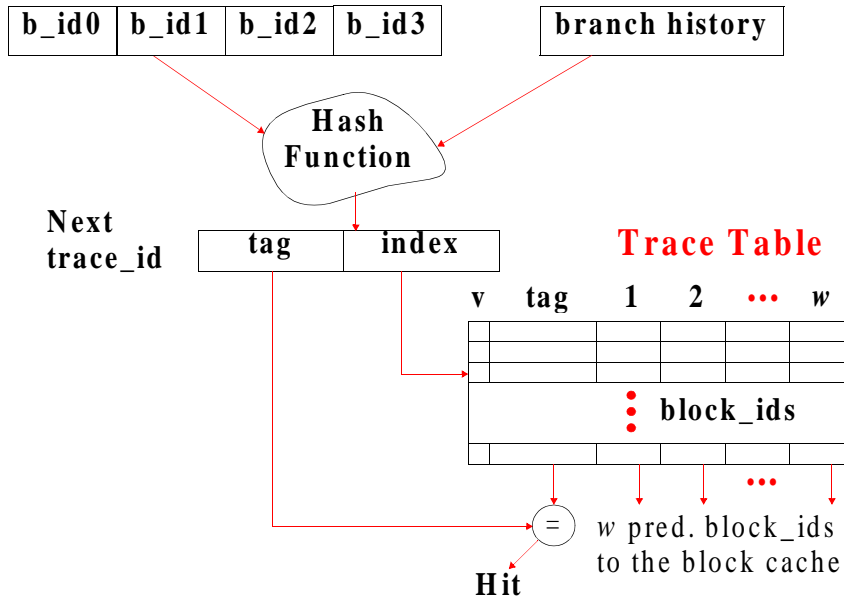 b_id0 b_id1 b_id2 b_id3
branch history
Hash
Function
Next
trace_id
tag index
Trace Table
v tag 1 2 ••• w
block_ids
•••
=
w pred. block_ids
to the block cache
Hit